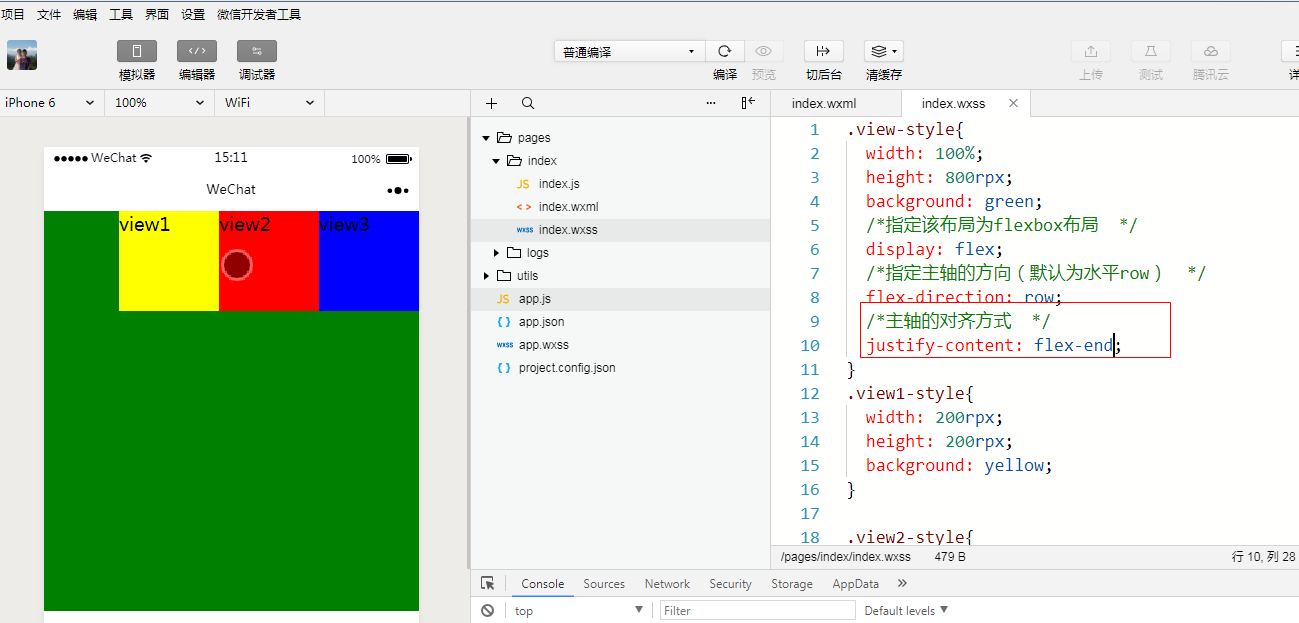 项目 文件 编辑 工具 界面 设置 微信开发者工具
模拟器 编辑器 调试器 普通编译 编译 预览 切后台 清缓存 上传 测试 腾讯云
iPhone 6 100% WiFi
WeChat 15:11 100%
WeChat
view1 view2 view3
pages
index
JS index.js
<> index.wxml
wxss index.wxss
logs
utils
JS app.js
{} app.json
wxss app.wxss
{} project.config.json
index.wxml index.wxss ×
1 .view-style{
2 width: 100%;
3 height: 800rpx;
4 background: green;
5 /*指定该布局为flexbox布局 */
6 display: flex;
7 /*指定主轴的方向（默认为水平row） */
8 flex-direction: row;
9 /*主轴的对齐方式 */
10 justify-content: flex-end;
11 }
12 .view1-style{
13 width: 200rpx;
14 height: 200rpx;
15 background: yellow;
16 }
17
18 .view2-style{
/pages/index/index.wxss 479 B 行 10, 列 28
Console Sources Network Security Storage AppData »
top Filter Default levels